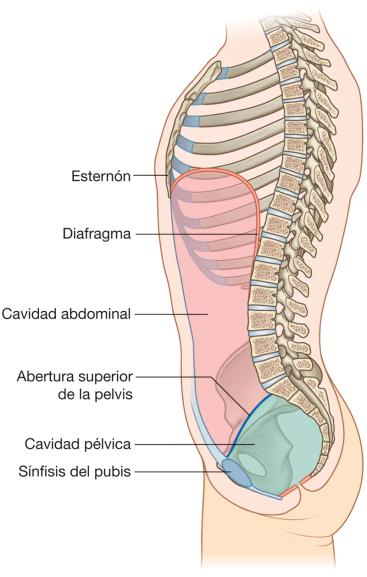 Esternón
Diafragma
Cavidad abdominal
Abertura superior
de la pelvis
Cavidad pélvica
Sínfisis del pubis